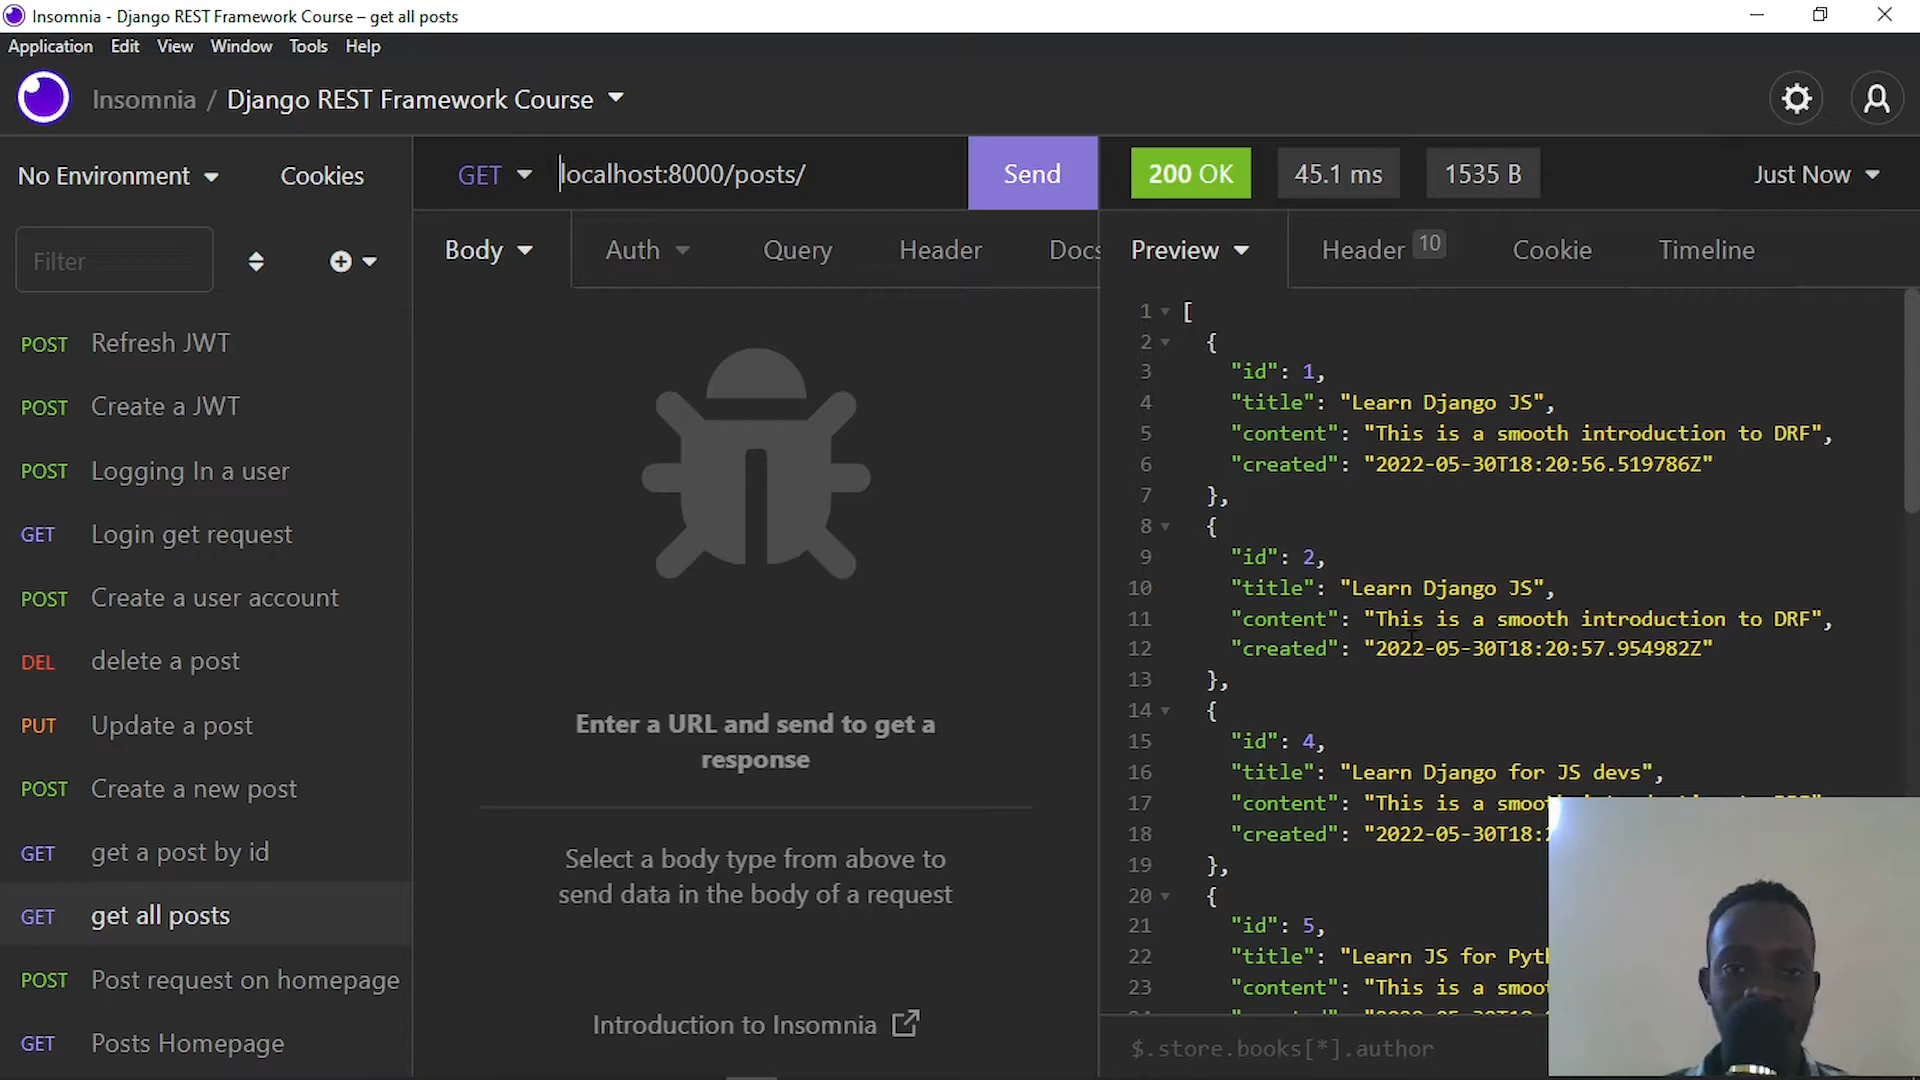 Insomnia - Django REST Framework Course – get all posts
Application Edit View Window Tools Help
Insomnia / Django REST Framework Course
No Environment Cookies
GET localhost:8000/posts/ Send
200 OK 45.1 ms 1535 B Just Now
Filter
Body Auth Query Header Docs
Preview Header 10 Cookie Timeline
POST Refresh JWT
POST Create a JWT
POST Logging In a user
GET Login get request
POST Create a user account
DEL delete a post
PUT Update a post
POST Create a new post
GET get a post by id
GET get all posts
POST Post request on homepage
GET Posts Homepage
Enter a URL and send to get a
response
Select a body type from above to
send data in the body of a request
Introduction to Insomnia
1 [
2 {
3 "id": 1,
4 "title": "Learn Django JS",
5 "content": "This is a smooth introduction to DRF",
6 "created": "2022-05-30T18:20:56.519786Z"
7 },
8 {
9 "id": 2,
10 "title": "Learn Django JS",
11 "content": "This is a smooth introduction to DRF",
12 "created": "2022-05-30T18:20:57.954982Z"
13 },
14 {
15 "id": 4,
16 "title": "Learn Django for JS devs",
17 "content": "This is a smo
18 "created": "2022-05-30T18:
19 },
20 {
21 "id": 5,
22 "title": "Learn JS for Pyt
23 "content": "This is a smo
$.store.books[*].author